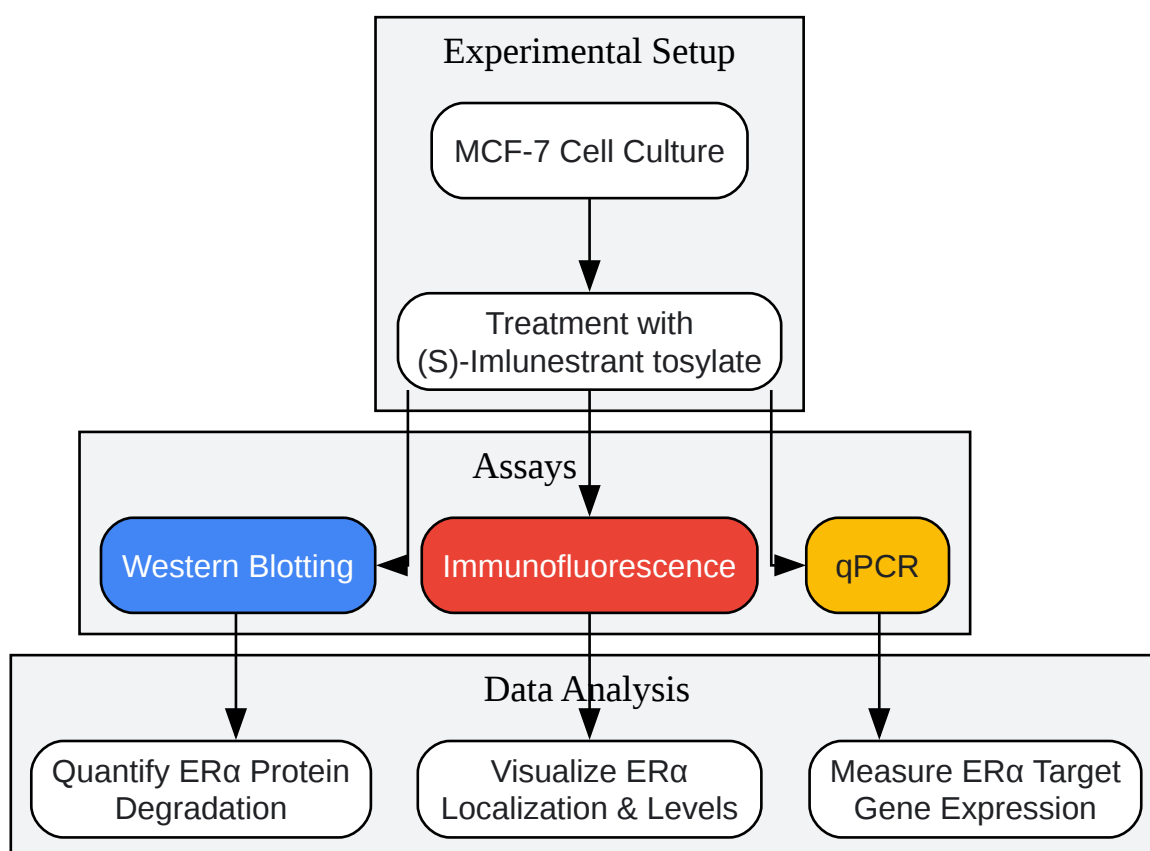 Experimental Setup
MCF-7 Cell Culture
Treatment with
(S)-Imlunestrant tosylate
Assays
Western Blotting
Immunofluorescence
qPCR
Data Analysis
Quantify ERα Protein
Degradation
Visualize ERα
Localization & Levels
Measure ERα Target
Gene Expression